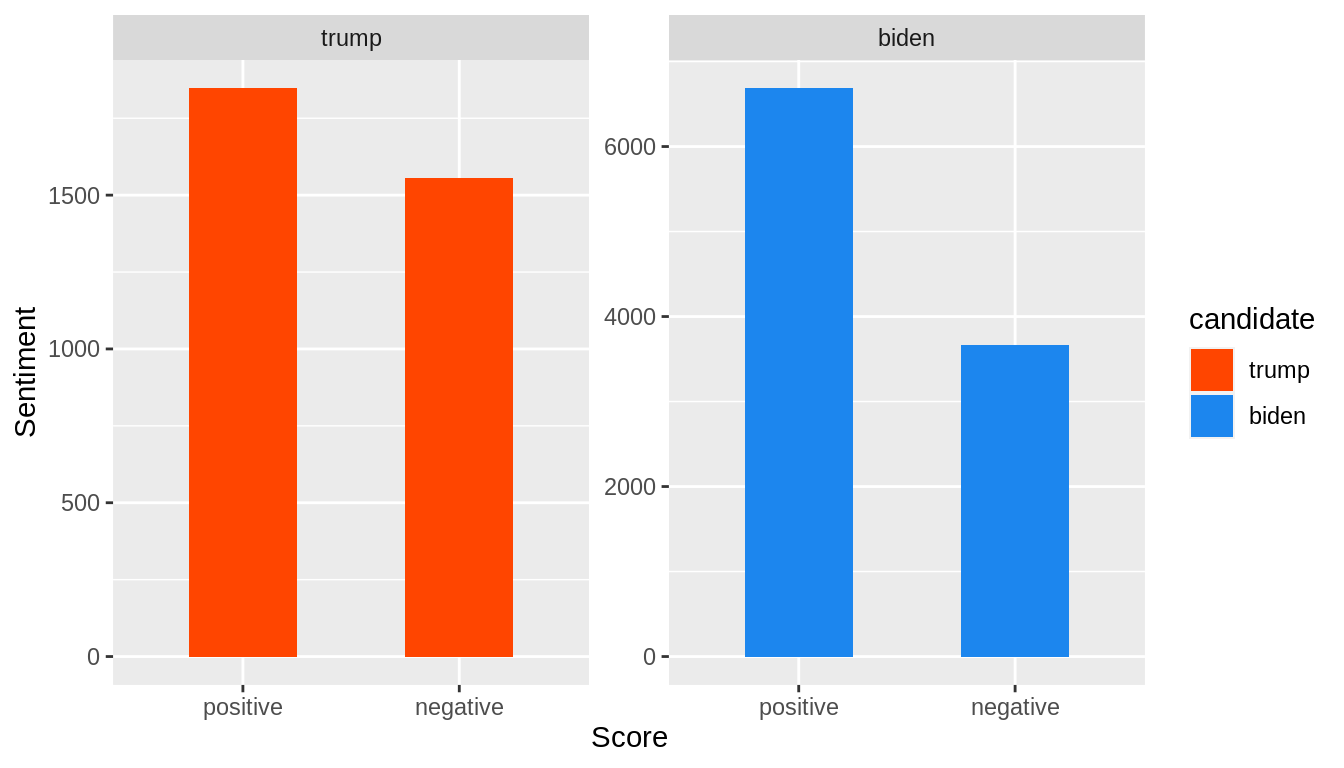 trump
biden
1500
1000
500
0
6000
4000
2000
0
Sentiment
positive
negative
positive
negative
Score
candidate
trump
biden